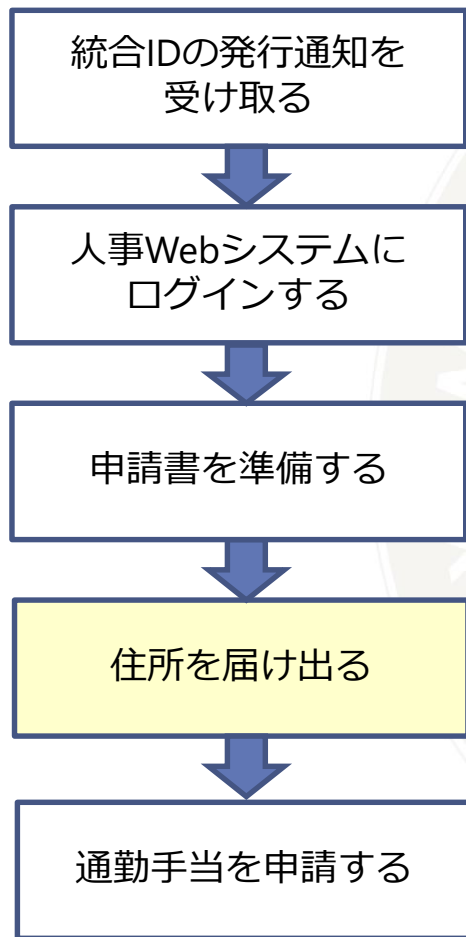 統合IDの発行通知を
受け取る
人事Webシステムに
ログインする
申請書を準備する
住所を届け出る
通勤手当を申請する